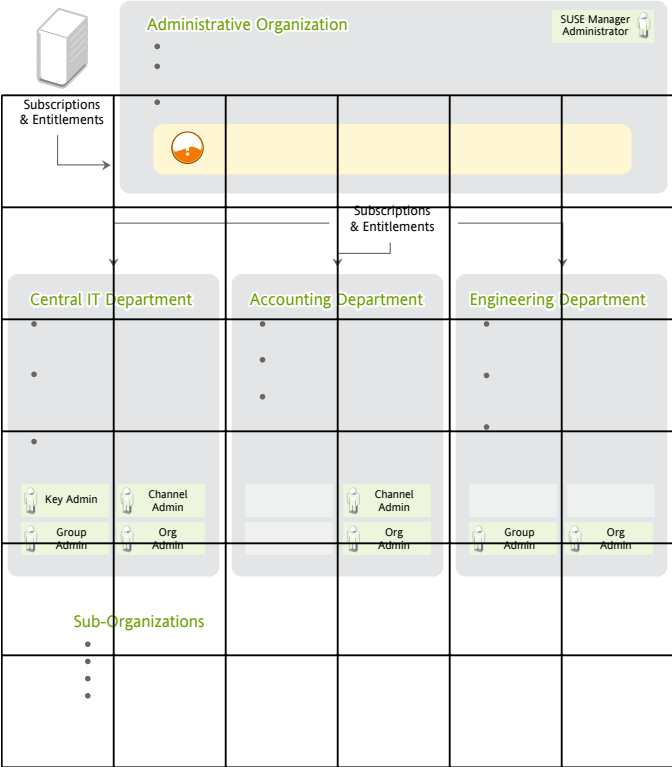 Administrative Organization
SUSE Manager
Administrator
Subscriptions
& Entitlements
Subscriptions
& Entitlements
Central IT Department
Accounting Department
Engineering Department
Key Admin
Channel
Admin
Group
Admin
Org
Admin
Channel
Admin
Org
Admin
Group
Admin
Org
Admin
Sub-Organizations